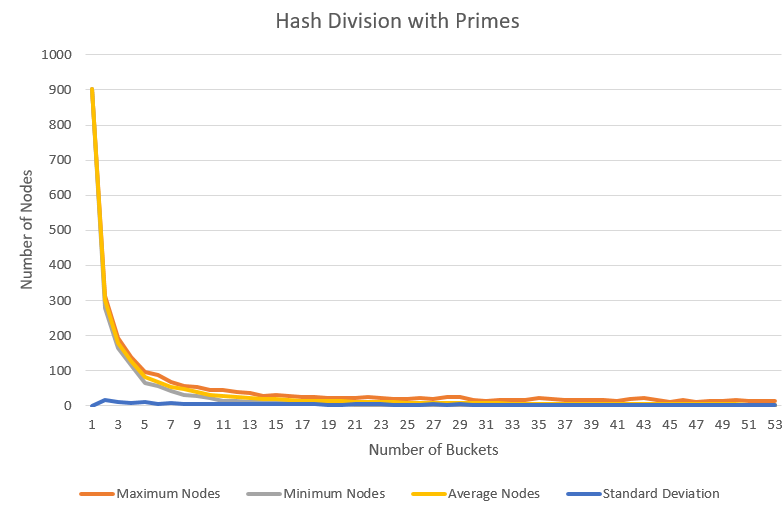 Hash Division with Primes
1000
900
800
700
600
500
400
300
200
100
0
Number of Nodes
1 3 5 7 9 11 13 15 17 19 21 23 25 27 29 31 33 35 37 39 41 43 45 47 49 51 53
Number of Buckets
Maximum Nodes Minimum Nodes Average Nodes Standard Deviation